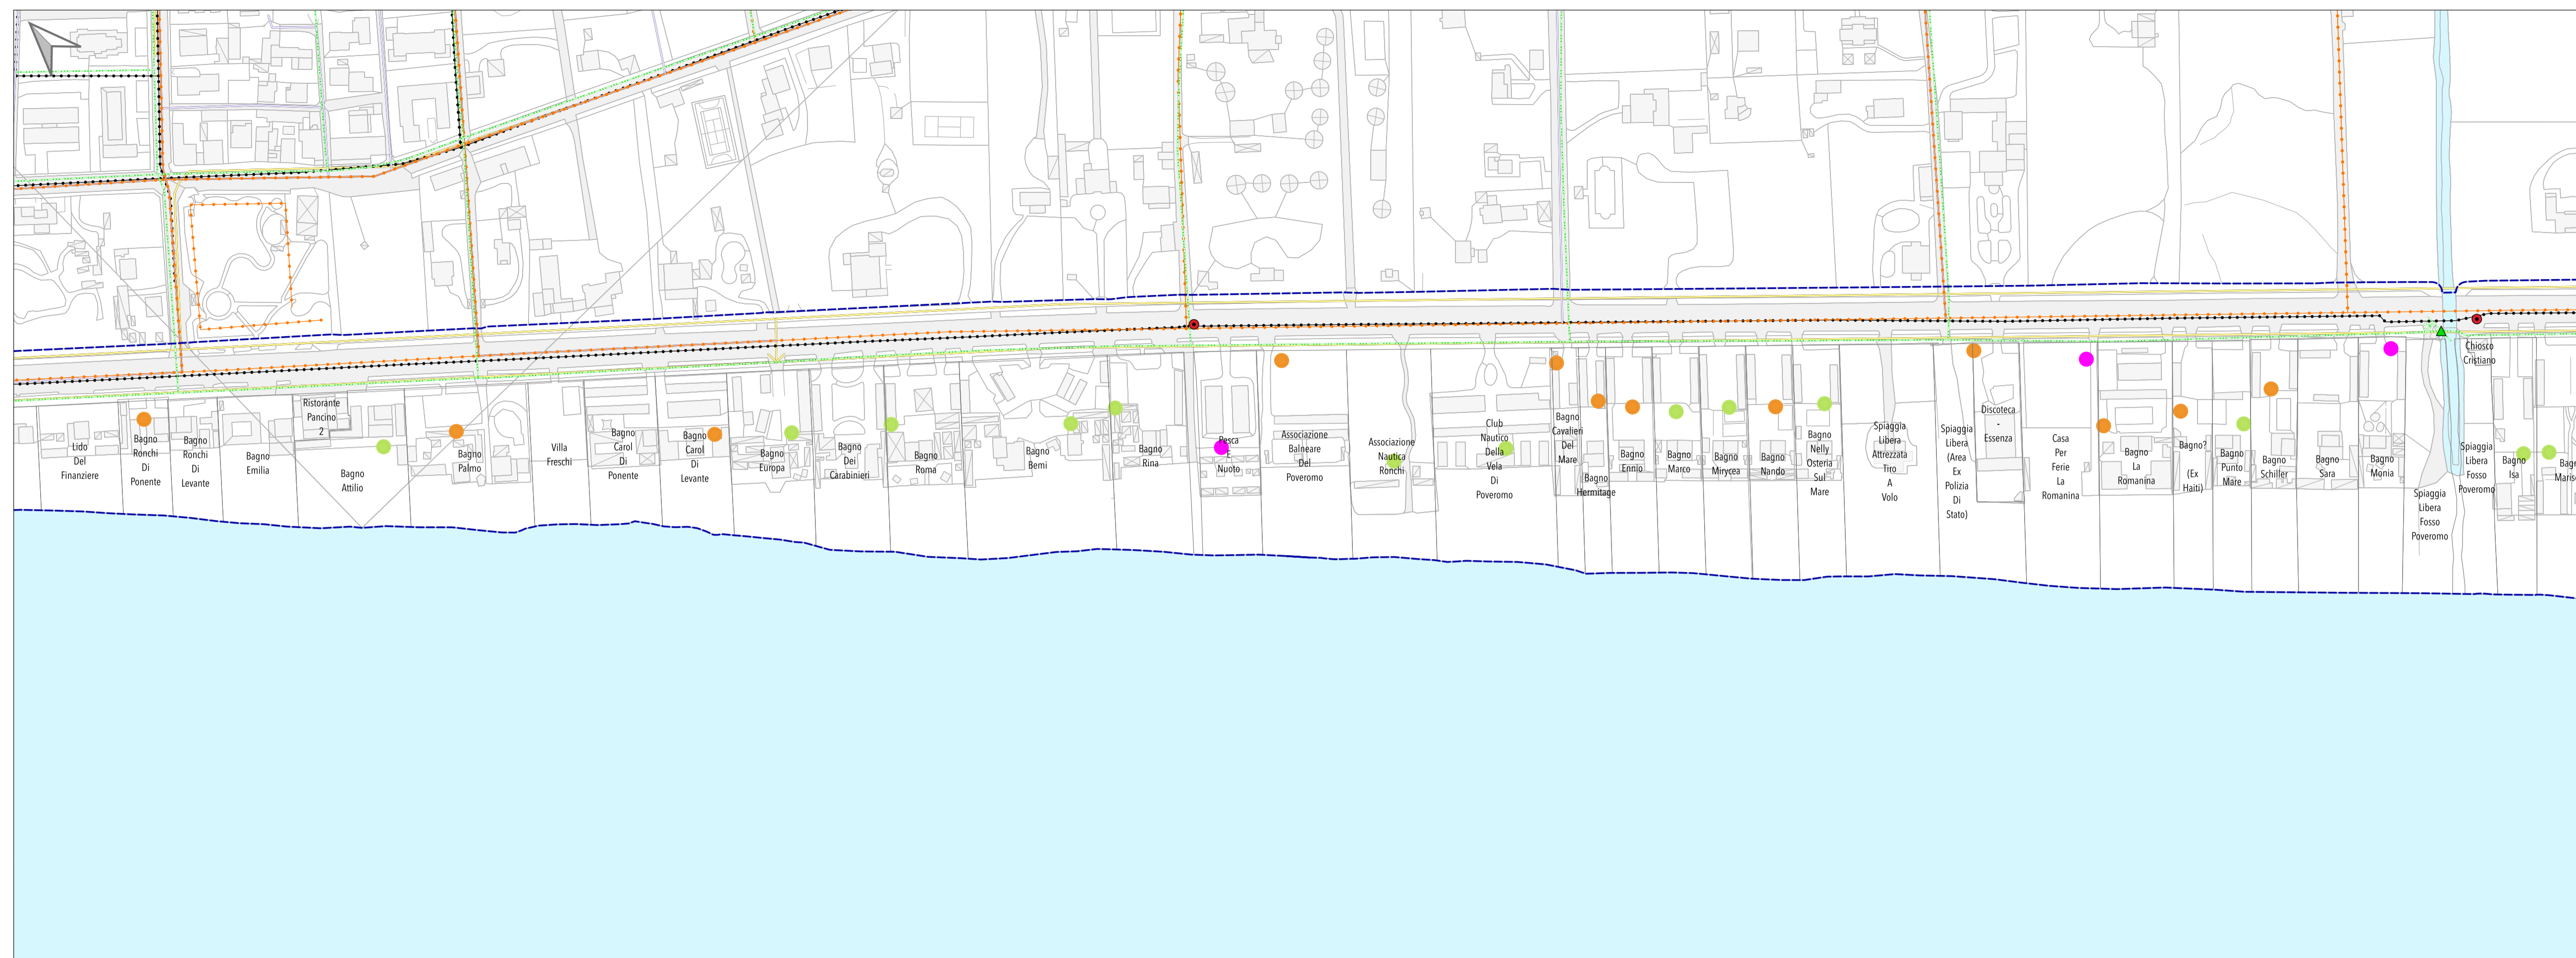 Lido
Del
Finanziere
Bagno
Ronchi
Di
Ponente
Bagno
Ronchi
Di
Levante
Bagno
Emilia
Ristorante
Pancino
2
Bagno
Attilio
Bagno
Palmo
Villa
Freschi
Bagno
Carol
Di
Ponente
Bagno
Carol
Di
Levante
Bagno
Europa
Bagno
Dei
Carabinieri
Bagno
Roma
Bagno
Bemi
Bagno
Rina
Pesca
E
Nuoto
Associazione
Balneare
Del
Poveromo
Associazione
Nautica
Ronchi
Club
Nautico
Della
Vela
Di
Poveromo
Bagno
Cavalieri
Del
Mare
Bagno
Hermitage
Bagno
Ennio
Bagno
Marco
Bagno
Mirycea
Bagno
Nando
Bagno
Nelly
Osteria
Sul
Mare
Spiaggia
Libera
Attrezzata
Tiro
A
Volo
Spiaggia
Libera
(Area
Ex
Polizia
Di
Stato)
Discoteca
-
Essenza
Casa
Per
Ferie
La
Romanina
Bagno
La
Romanina
Bagno?
(Ex
Haiti)
Bagno
Punto
Mare
Bagno
Schiller
Bagno
Sara
Bagno
Monia
Spiaggia
Libera
Fosso
Poveromo
Chiosco
Cristiano
Spiaggia
Libera
Fosso
Poveromo
Bagno
Isa